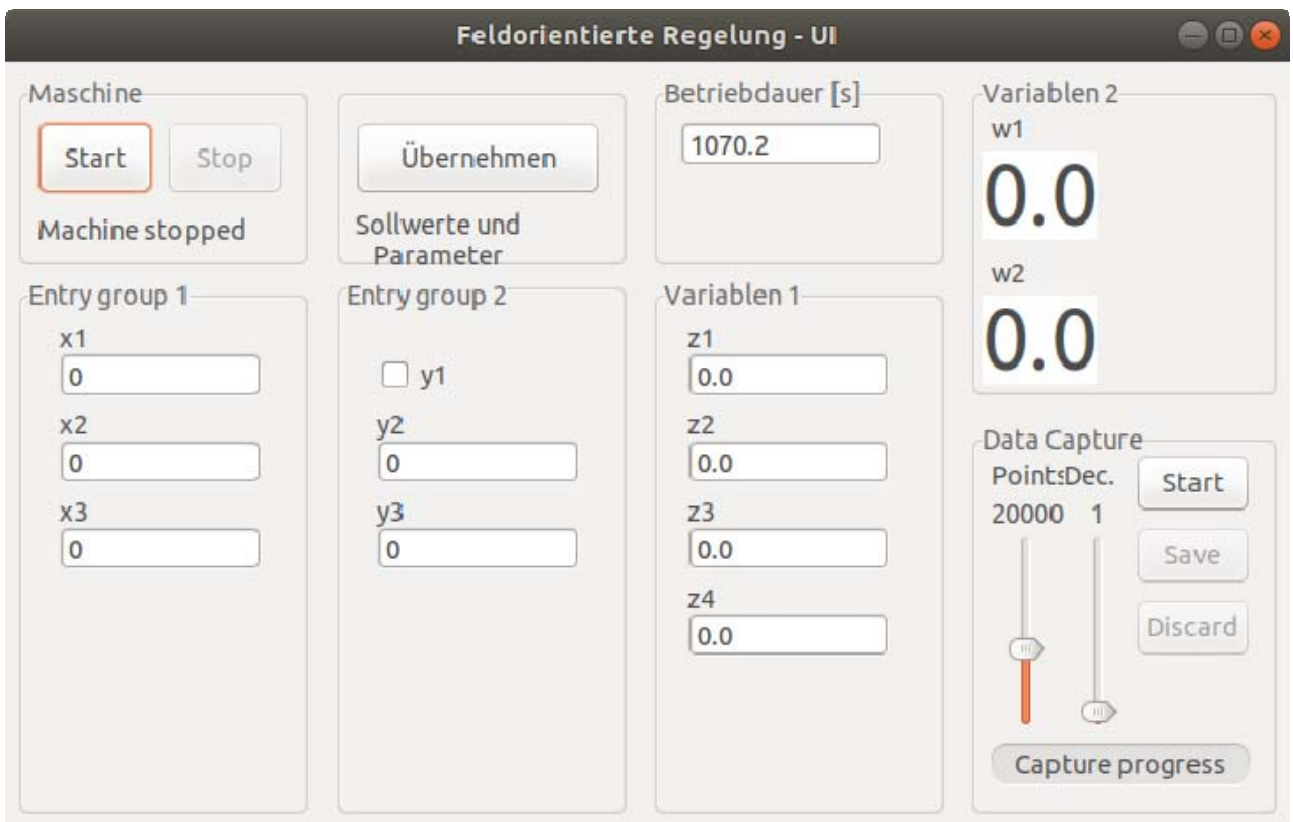 Feldorientierte Regelung - UI
Maschine
Start
Stop
Machine stopped
Übernehmen
Sollwerte und
Parameter
Betriebdauer [s]
1070.2
Variablen 2
w1
0.0
w2
0.0
Entry group 1
x1
0
x2
0
x3
0
Entry group 2
y1
y2
0
y3
0
Variablen 1
z1
0.0
z2
0.0
z3
0.0
z4
0.0
Data Capture
Points Dec.
20000 1
Start
Save
Discard
Capture progress